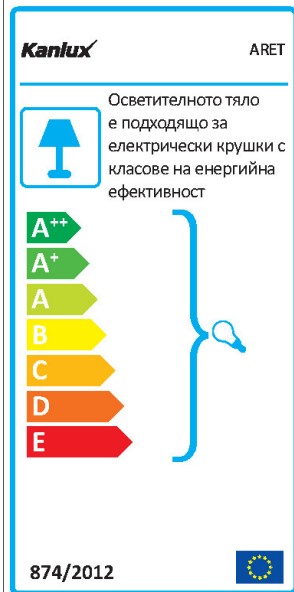 Kanlux ARET
Осветителното тяло
е подходящо за
електрически крушки с
класове на енергийна
ефективност
A++
A+
A
B
C
D
E
874/2012